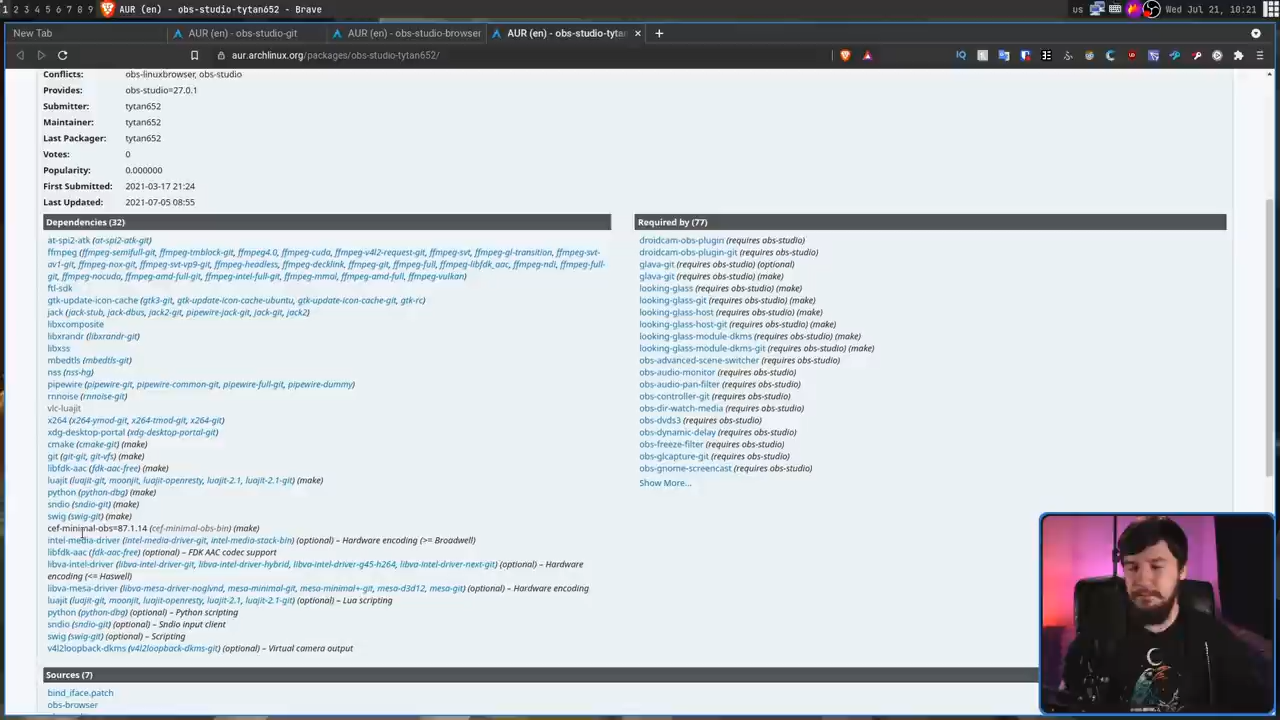 1 2 3 4 5 6 7 8 9 AUR (en) - obs-studio-tytan652 - Brave
us Wed Jul 21, 10:21
New Tab
AUR (en) - obs-studio-git
AUR (en) - obs-studio-browser
AUR (en) - obs-studio-tytan
aur.archlinux.org/packages/obs-studio-tytan652/
Conflicts: obs-linuxbrowser, obs-studio
Provides: obs-studio=27.0.1
Submitter: tytan652
Maintainer: tytan652
Last Packager: tytan652
Votes: 0
Popularity: 0.000000
First Submitted: 2021-03-17 21:24
Last Updated: 2021-07-05 08:55
Dependencies (32)
at-spi2-atk (at-spi2-atk-git)
ffmpeg (ffmpeg-semifull-git, ffmpeg-tmblock-git, ffmpeg4.0, ffmpeg-cuda, ffmpeg-v4l2-request-git, ffmpeg-svt, ffmpeg-gl-transition, ffmpeg-svt-
av1-git, ffmpeg-nox-git, ffmpeg-svt-vp9-git, ffmpeg-headless, ffmpeg-decklink, ffmpeg-git, ffmpeg-full, ffmpeg-libfdk_aac, ffmpeg-ndi, ffmpeg-full-
git, ffmpeg-nocuda, ffmpeg-amd-full-git, ffmpeg-intel-full-git, ffmpeg-mmal, ffmpeg-amd-full, ffmpeg-vulkan)
ftl-sdk
gtk-update-icon-cache (gtk3-git, gtk-update-icon-cache-ubuntu, gtk-update-icon-cache-git, gtk-rc)
jack (jack-stub, jack-dbus, jack2-git, pipewire-jack-git, jack-git, jack2)
libxcomposite
libxrandr (libxrandr-git)
libxss
mbedtls (mbedtls-git)
nss (nss-hg)
pipewire (pipewire-git, pipewire-common-git, pipewire-full-git, pipewire-dummy)
rnnoise (rnnoise-git)
vlc-luajit
x264 (x264-ymod-git, x264-tmod-git, x264-git)
xdg-desktop-portal (xdg-desktop-portal-git)
cmake (cmake-git) (make)
git (git-git, git-vfs) (make)
libfdk-aac (fdk-aac-free) (make)
luajit (luajit-git, moonjit, luajit-openresty, luajit-2.1, luajit-2.1-git) (make)
python (python-dbg) (make)
sndio (sndio-git) (make)
swig (swig-git) (make)
cef-minimal-obs=87.1.14 (cef-minimal-obs-bin) (make)
intel-media-driver (intel-media-driver-git, intel-media-stack-bin) (optional) – Hardware encoding (>= Broadwell)
libfdk-aac (fdk-aac-free) (optional) – FDK AAC codec support
libva-intel-driver (libva-intel-driver-git, libva-intel-driver-hybrid, libva-intel-driver-g45-h264, libva-intel-driver-next-git) (optional) – Hardware
encoding (<= Haswell)
libva-mesa-driver (libva-mesa-driver-noglvnd, mesa-minimal-git, mesa-minimal+-git, mesa-d3d12, mesa-git) (optional) – Hardware encoding
luajit (luajit-git, moonjit, luajit-openresty, luajit-2.1, luajit-2.1-git) (optional) – Lua scripting
python (python-dbg) (optional) – Python scripting
sndio (sndio-git) (optional) – Sndio input client
swig (swig-git) (optional) – Scripting
v4l2loopback-dkms (v4l2loopback-dkms-git) (optional) – Virtual camera output
Required by (77)
droidcam-obs-plugin (requires obs-studio)
droidcam-obs-plugin-git (requires obs-studio)
glava-git (requires obs-studio) (optional)
glava-git (requires obs-studio) (make)
looking-glass (requires obs-studio) (make)
looking-glass-git (requires obs-studio) (make)
looking-glass-host (requires obs-studio) (make)
looking-glass-host-git (requires obs-studio) (make)
looking-glass-module-dkms (requires obs-studio) (make)
looking-glass-module-dkms-git (requires obs-studio) (make)
obs-advanced-scene-switcher (requires obs-studio)
obs-audio-monitor (requires obs-studio)
obs-audio-pan-filter (requires obs-studio)
obs-controller-git (requires obs-studio)
obs-dir-watch-media (requires obs-studio)
obs-dvds3 (requires obs-studio)
obs-dynamic-delay (requires obs-studio)
obs-freeze-filter (requires obs-studio)
obs-glcapture-git (requires obs-studio)
obs-gnome-screencast (requires obs-studio)
Show More...
Sources (7)
bind_iface.patch
obs-browser